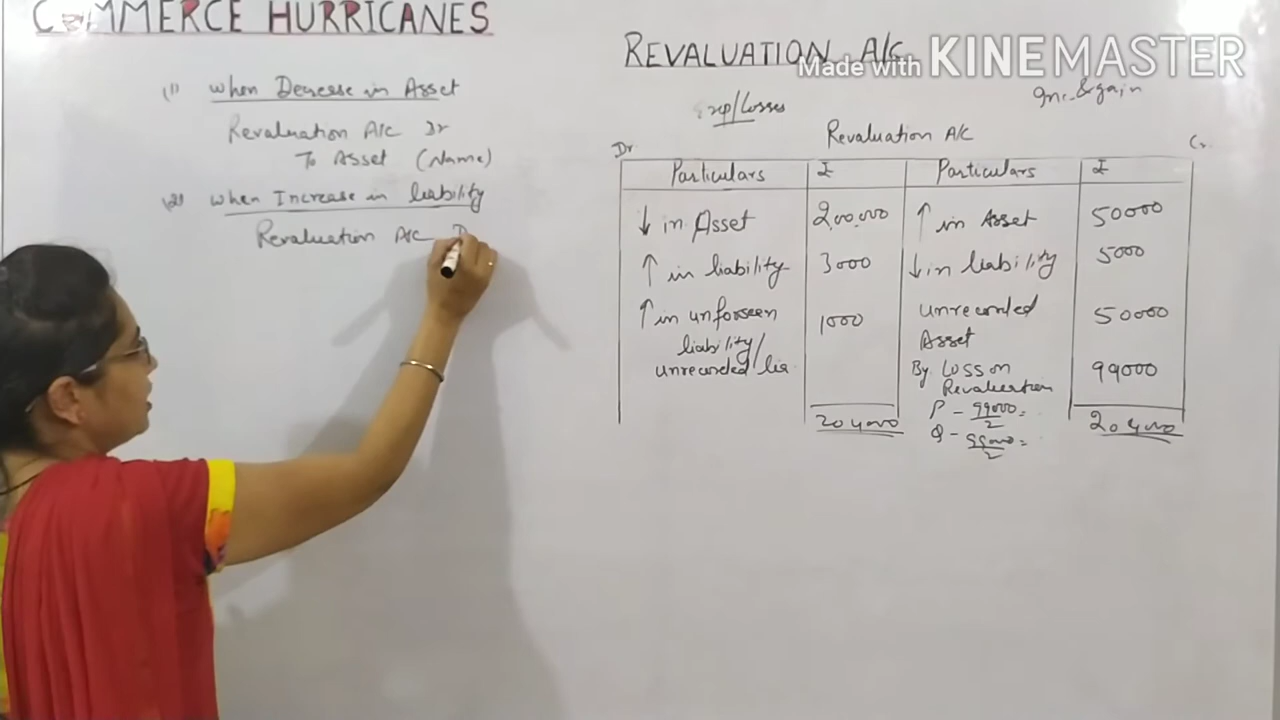 COMMERCE HURRICANES
(1) When Decrease in Asset
Revaluation A/c Dr
To Asset (Name)
(2) When Increase in liability
Revaluation A/c D
REVALUATION A/c
Made with KINEMASTER
Exp/Losses
Inc. & gain
Revaluation A/c
Dr
Cr
Particulars ₹ Particulars ₹
↓ in Asset 2,00,000 ↑ in Asset 50000
↑ in liability 3000 ↓ in liability 5000
↑ in unforseen 1000 unrecorded 50000
liability/ Asset
unrecorded lia By Loss on 99000
Revaluation
P - 99000/2 =
204000 204000
Q - 99000/2 =